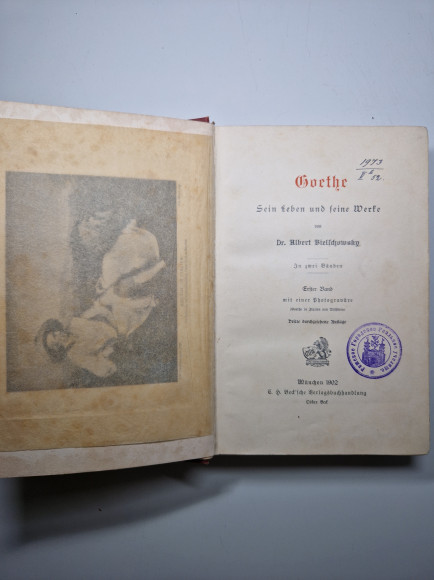 1973
Goethe
Sein Leben und seine Werke
von
Dr. Albert Bielschowsky
In zwei Bänden
Erster Band
mit einer Photogravüre
Dritte durchgesehene Auflage
München 1902
C. H. Beck'sche Verlagsbuchhandlung
Oskar Beck